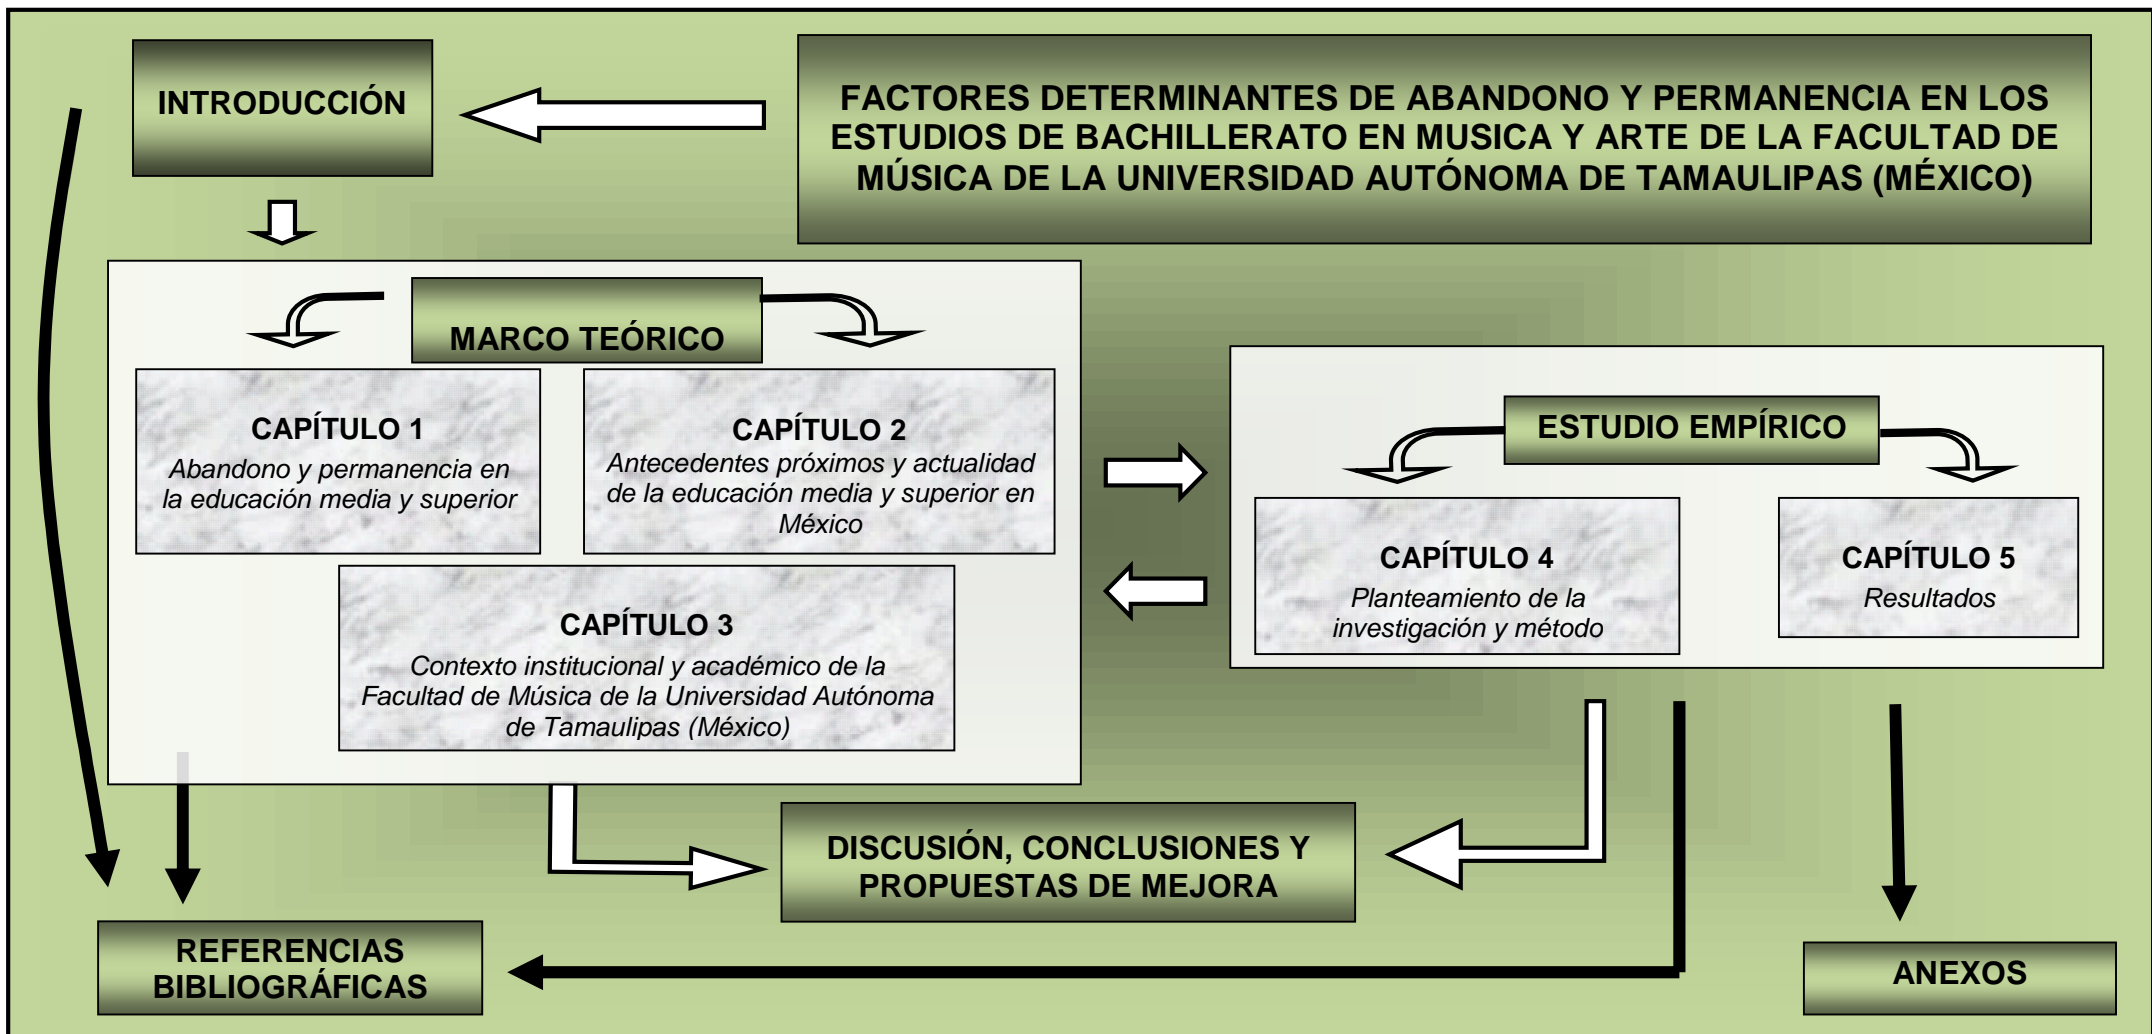 INTRODUCCIÓN
FACTORES DETERMINANTES DE ABANDONO Y PERMANENCIA EN LOS
ESTUDIOS DE BACHILLERATO EN MUSICA Y ARTE DE LA FACULTAD DE
MÚSICA DE LA UNIVERSIDAD AUTÓNOMA DE TAMAULIPAS (MÉXICO)
MARCO TEÓRICO
CAPÍTULO 1
Abandono y permanencia en
la educación media y superior
CAPÍTULO 2
Antecedentes próximos y actualidad
de la educación media y superior en
México
CAPÍTULO 3
Contexto institucional y académico de la
Facultad de Música de la Universidad Autónoma
de Tamaulipas (México)
ESTUDIO EMPÍRICO
CAPÍTULO 4
Planteamiento de la
investigación y método
CAPÍTULO 5
Resultados
DISCUSIÓN, CONCLUSIONES Y
PROPUESTAS DE MEJORA
REFERENCIAS
BIBLIOGRÁFICAS
ANEXOS